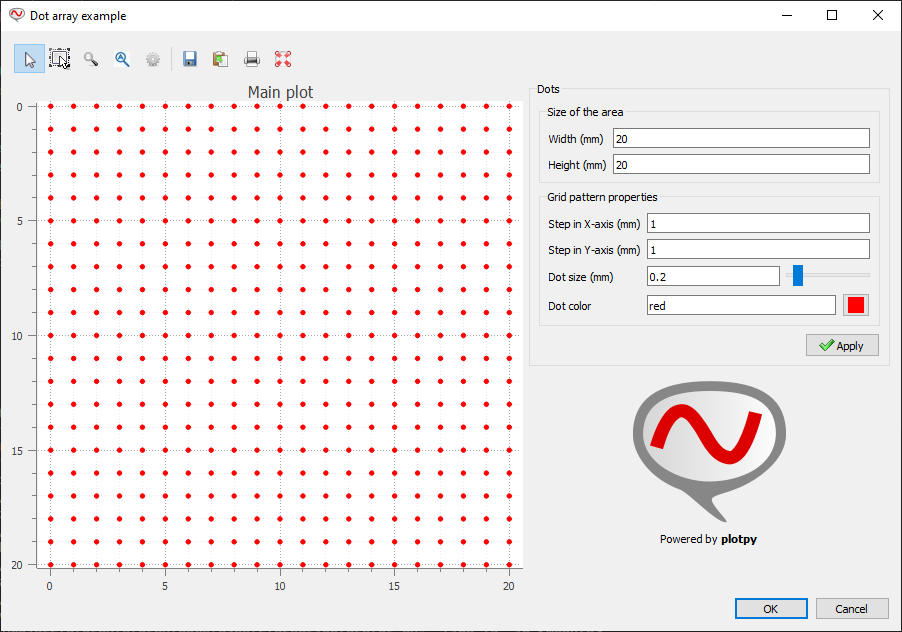 Dot array example
Main plot
0
5
10
15
20
0 5 10 15 20
Dots
Size of the area
Width (mm) 20
Height (mm) 20
Grid pattern properties
Step in X-axis (mm) 1
Step in Y-axis (mm) 1
Dot size (mm) 0.2
Dot color red
Apply
Powered by plotpy
OK Cancel